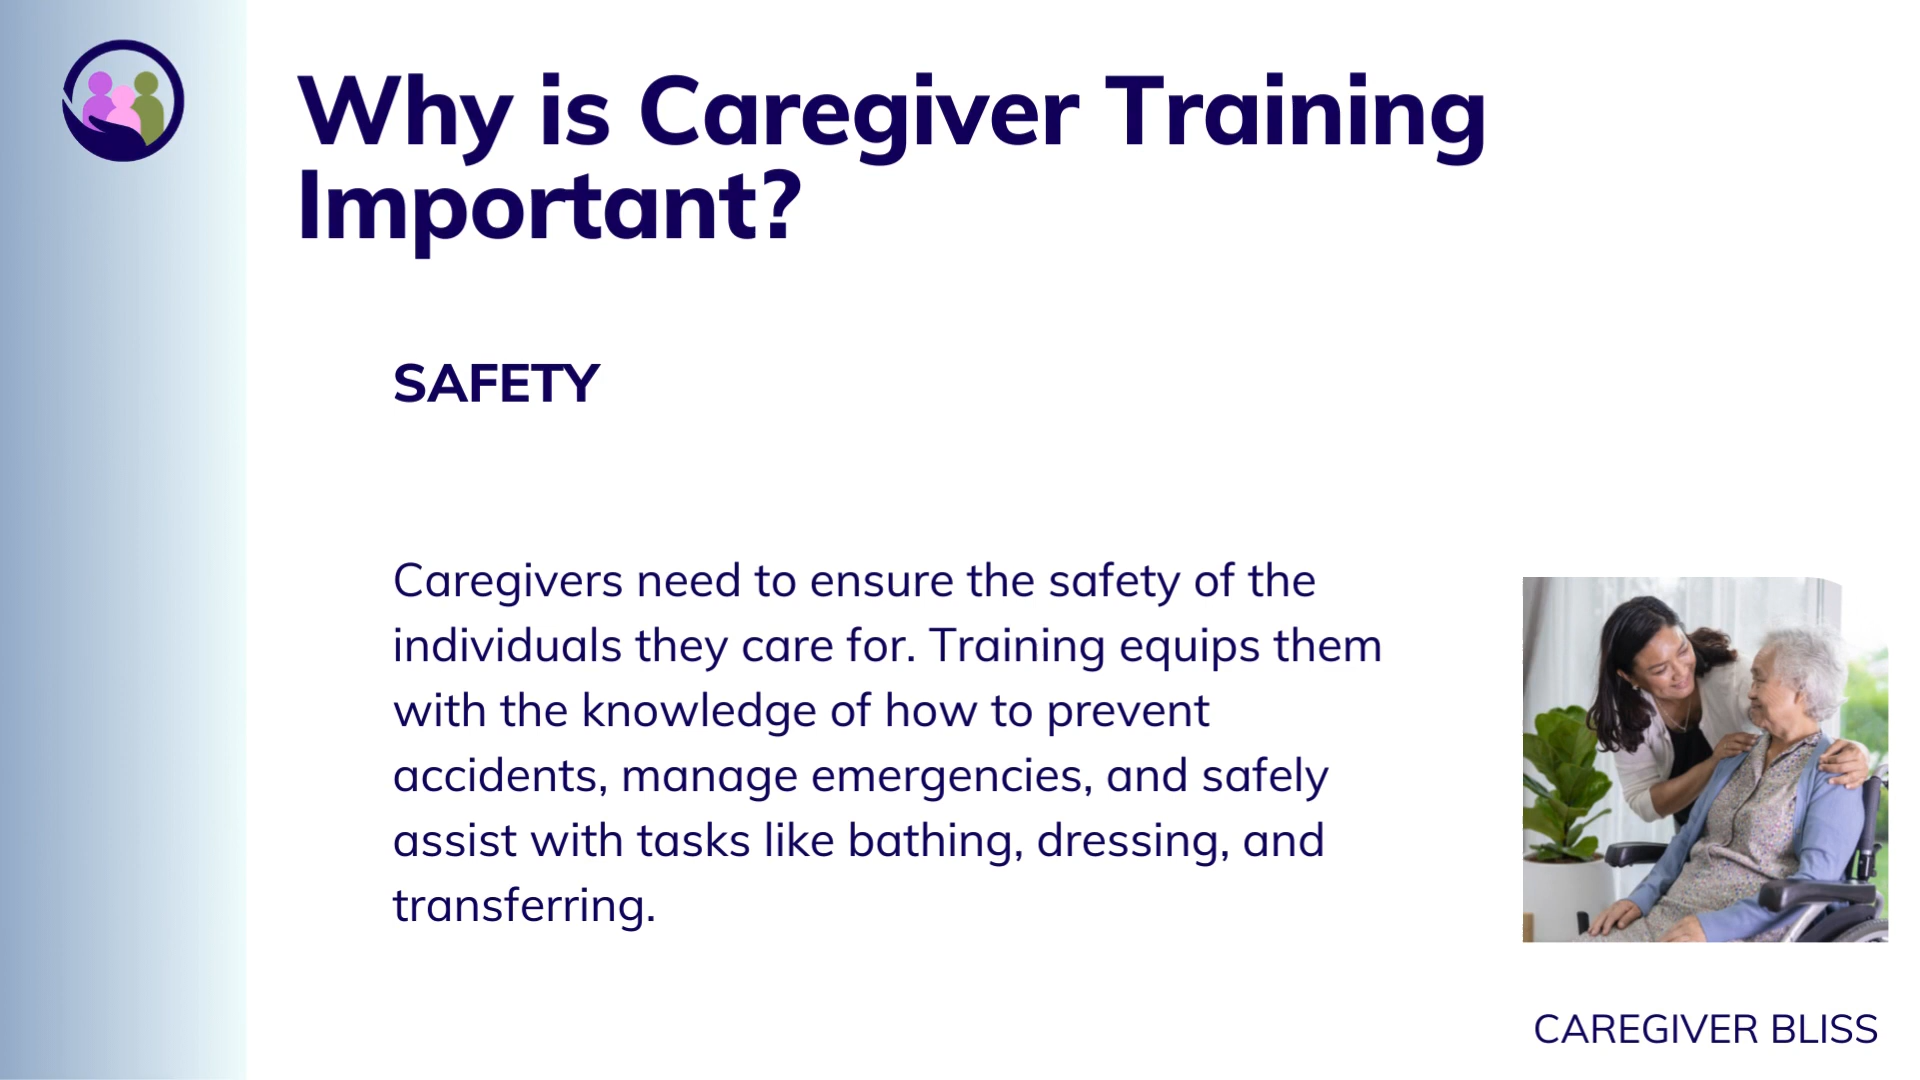 Why is Caregiver Training
Important?
SAFETY
Caregivers need to ensure the safety of the
individuals they care for. Training equips them
with the knowledge of how to prevent
accidents, manage emergencies, and safely
assist with tasks like bathing, dressing, and
transferring.
CAREGIVER BLISS